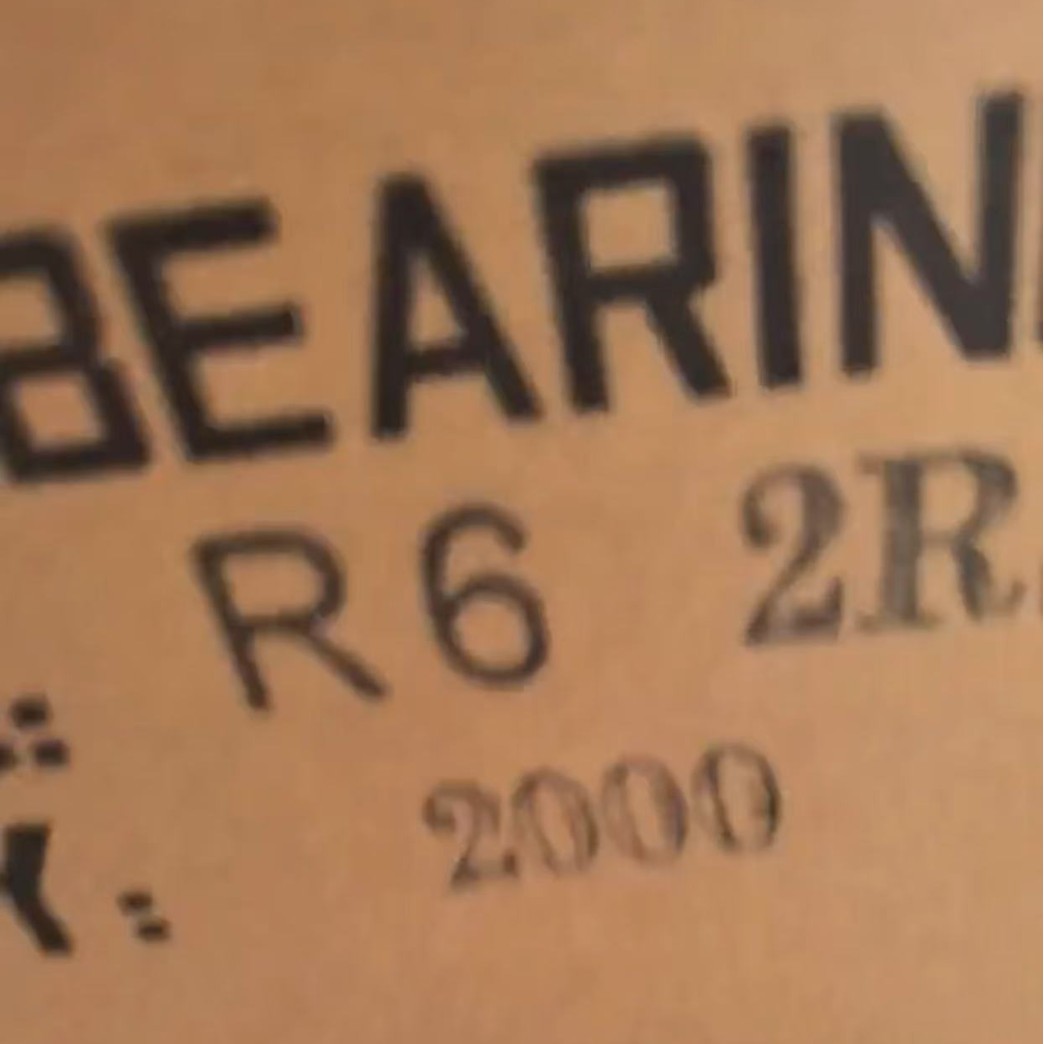 BEARIN
R6 2R
:
Y.:
2000